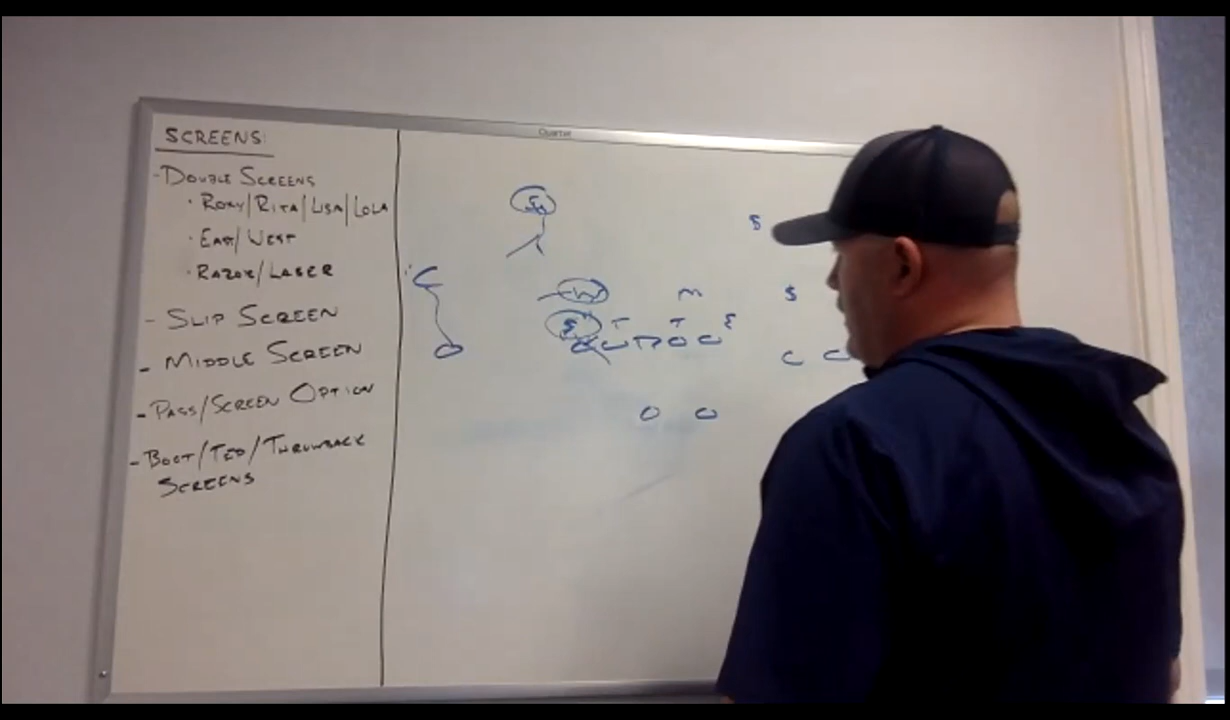 SCREENS:
- DOUBLE SCREENS
· ROXY/RITA/LISA/LOLA
· EAST/WEST
· RAZOR/LASER
- SLIP SCREEN
- MIDDLE SCREEN
- PASS/SCREEN OPTION
- BOOT/TED/THROWBACK
SCREENS
Quartet
S
C
W M S
T T E